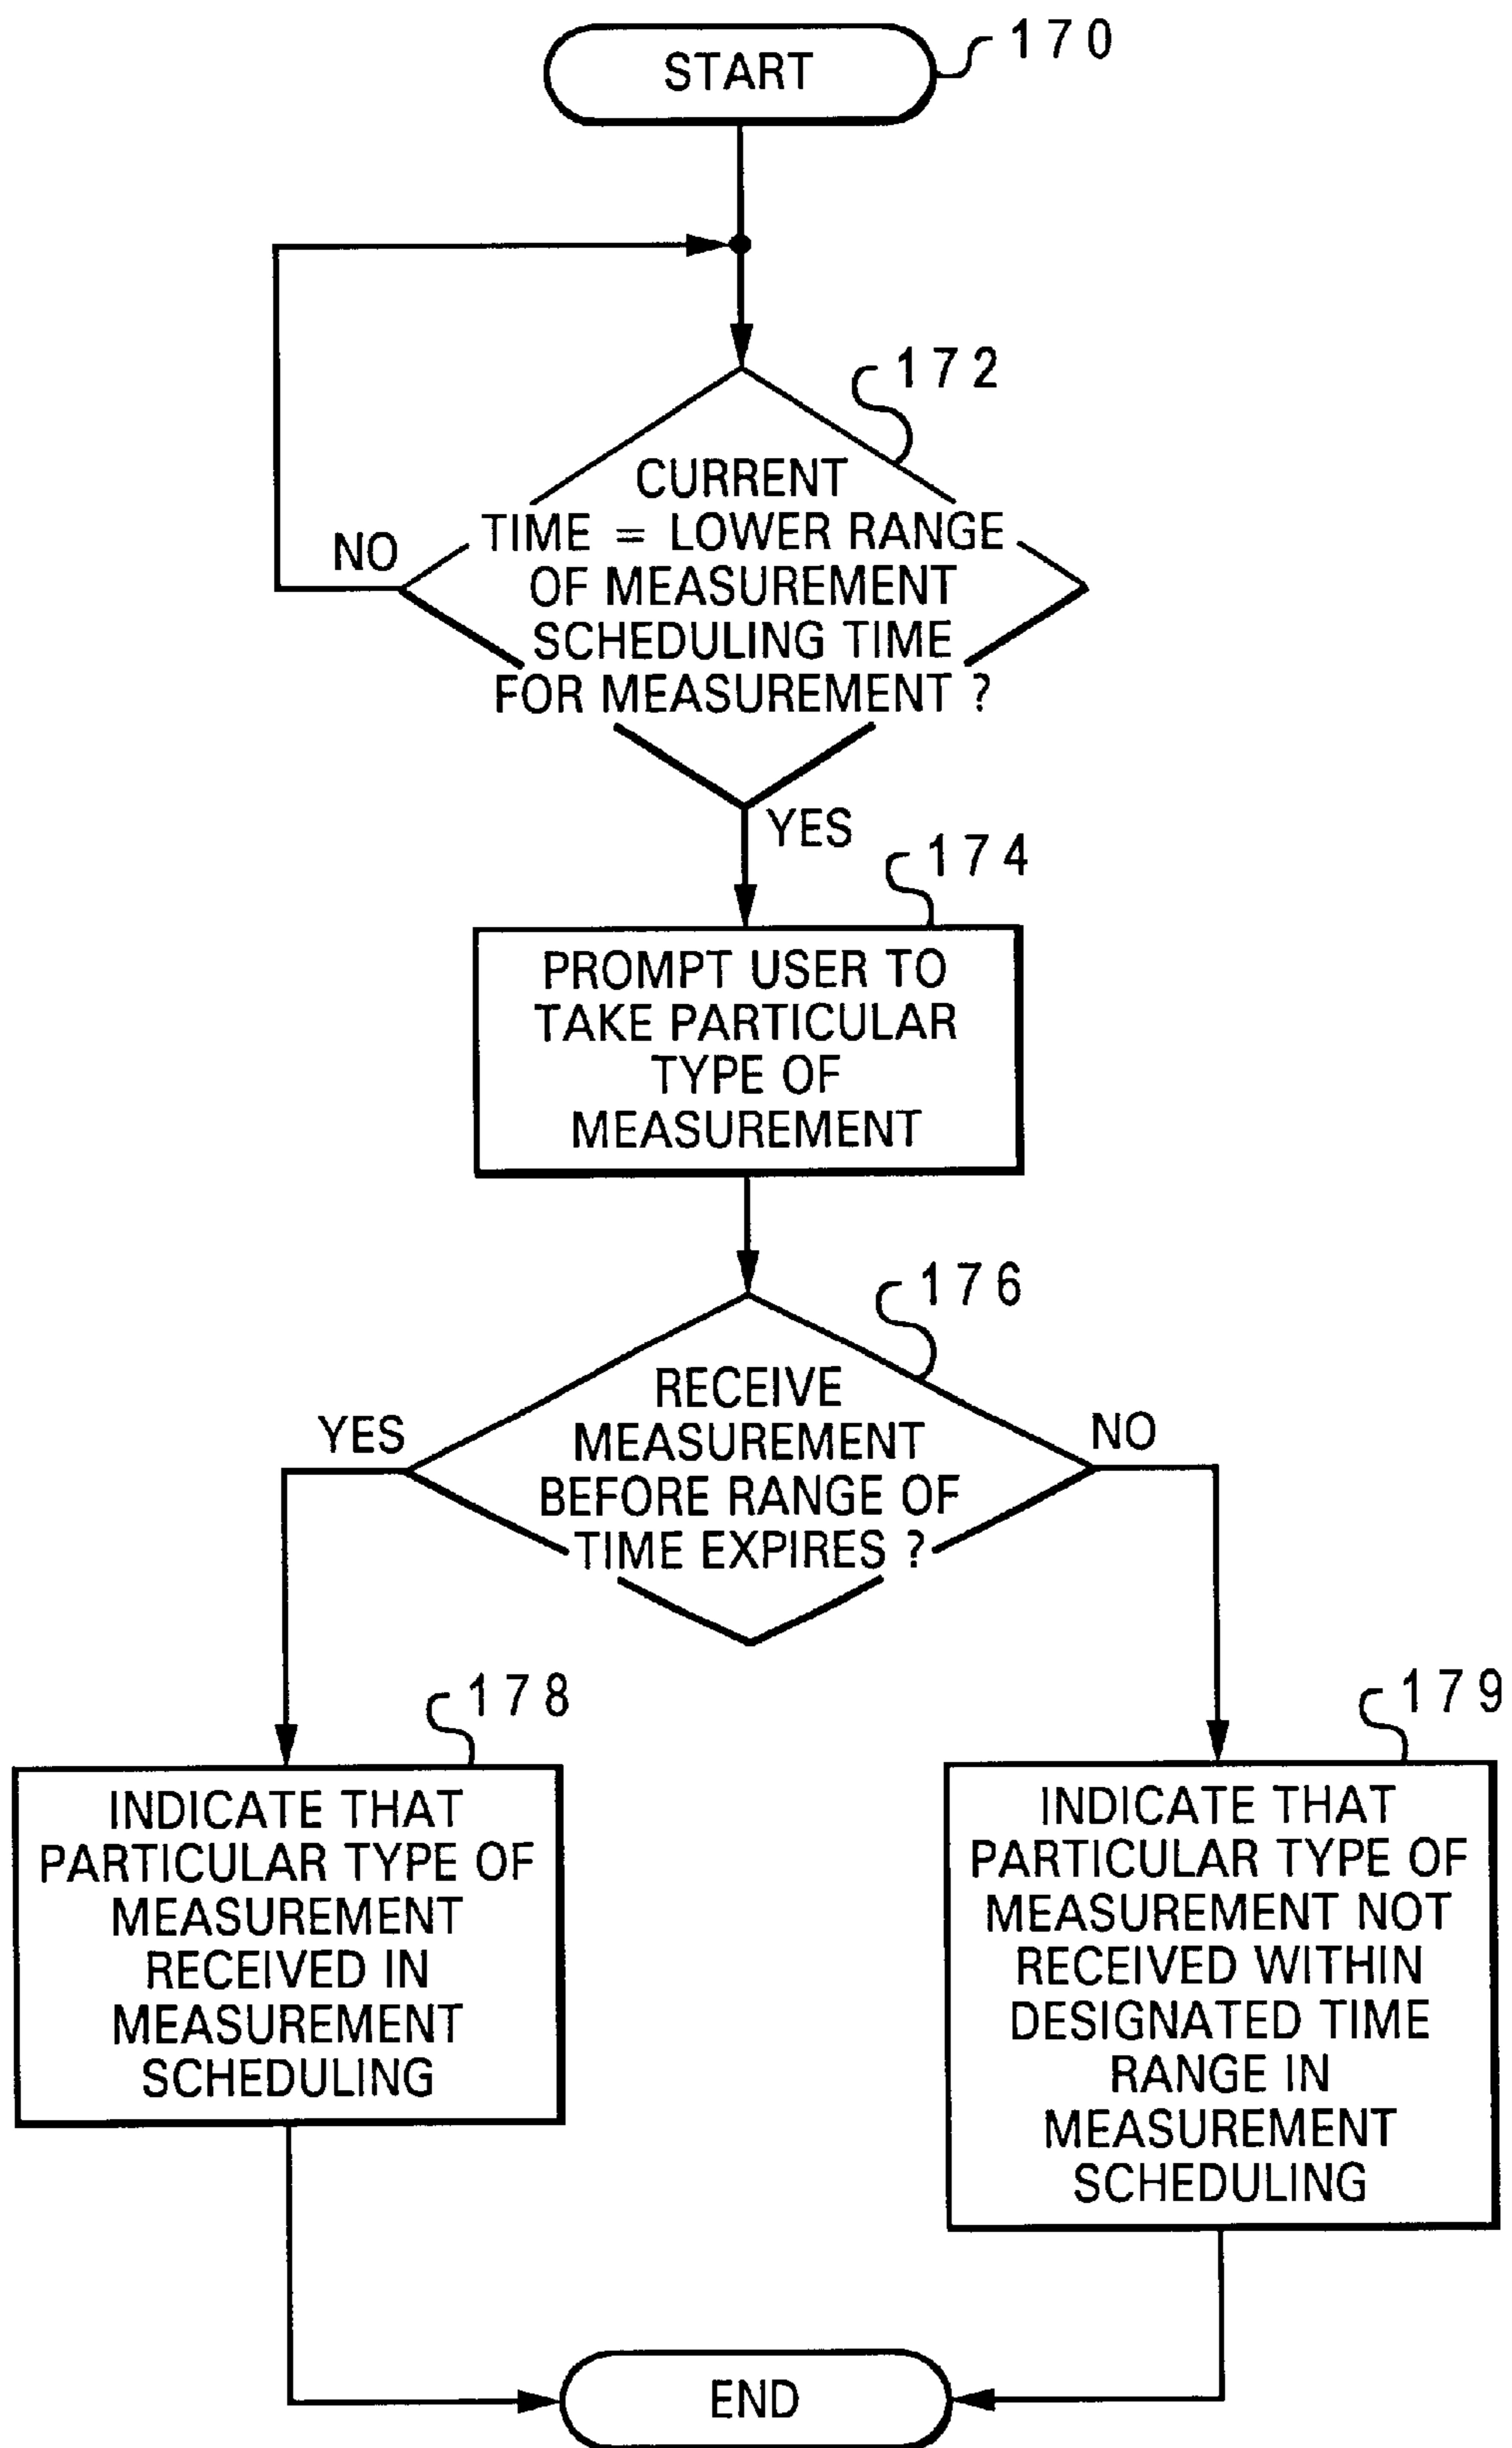 START
170
172
CURRENT
TIME = LOWER RANGE
OF MEASUREMENT
SCHEDULING TIME
FOR MEASUREMENT ?
NO
YES
174
PROMPT USER TO
TAKE PARTICULAR
TYPE OF
MEASUREMENT
176
RECEIVE
MEASUREMENT
BEFORE RANGE OF
TIME EXPIRES ?
YES
NO
178
INDICATE THAT
PARTICULAR TYPE OF
MEASUREMENT
RECEIVED IN
MEASUREMENT
SCHEDULING
179
INDICATE THAT
PARTICULAR TYPE OF
MEASUREMENT NOT
RECEIVED WITHIN
DESIGNATED TIME
RANGE IN
MEASUREMENT
SCHEDULING
END